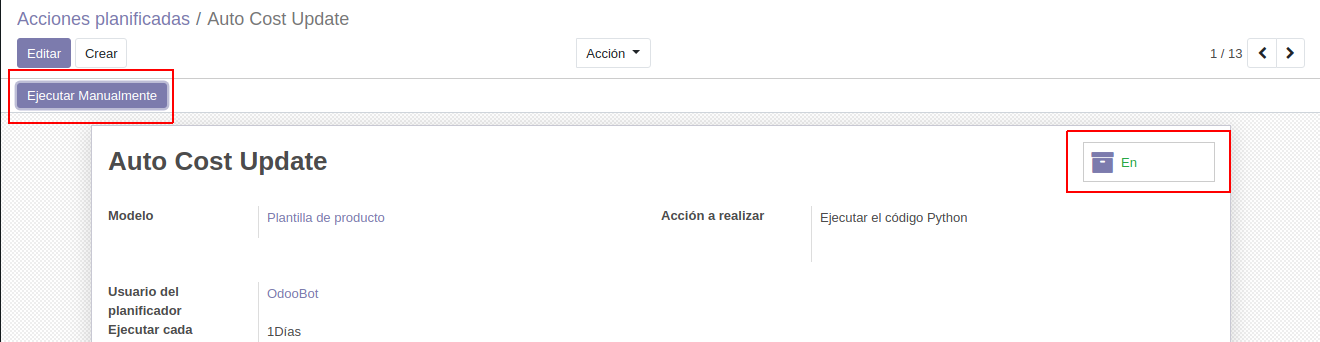 Acciones planificadas / Auto Cost Update
Editar Crear Acción 1 / 13
Ejecutar Manualmente
Auto Cost Update En
Modelo Plantilla de producto Acción a realizar Ejecutar el código Python
Usuario del planificador OdooBot
Ejecutar cada 1Días